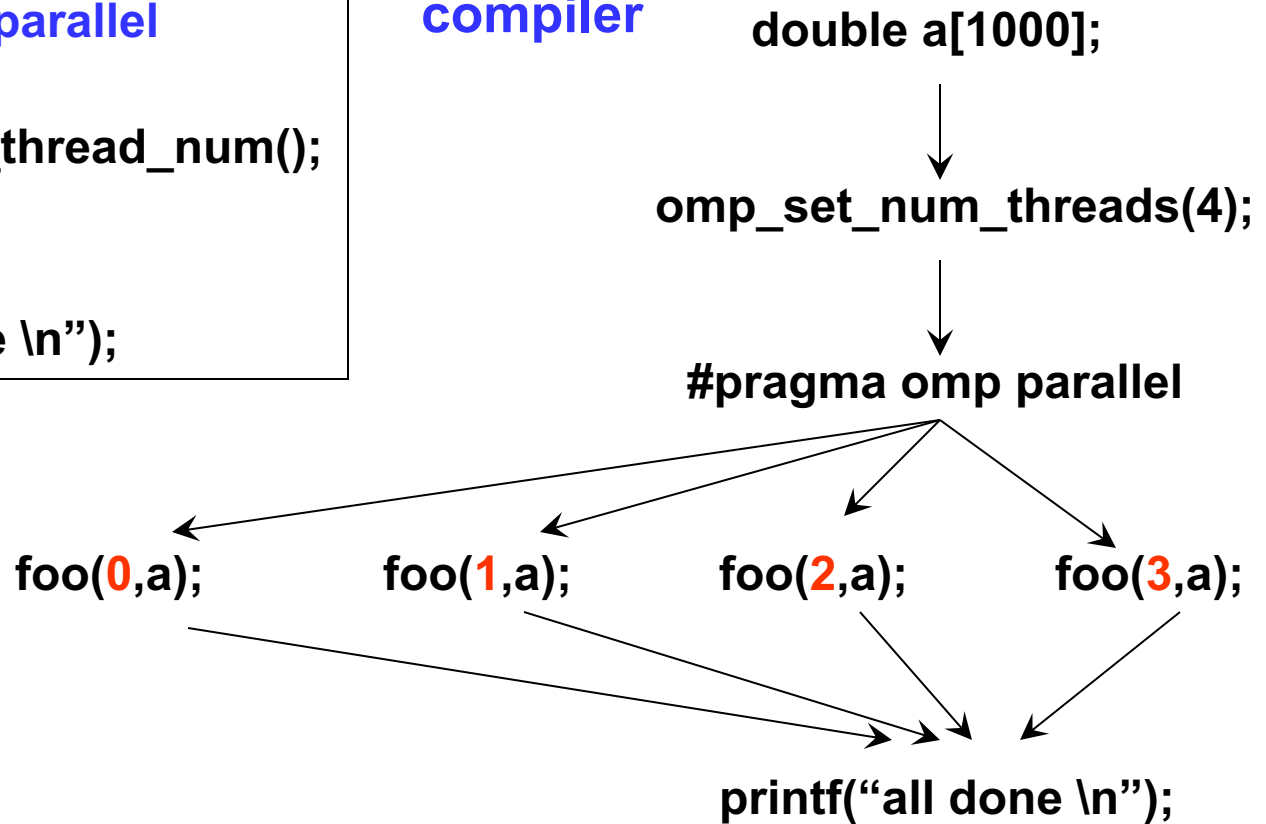 parallel
thread_num();
e \n”);
compiler
double a[1000];
omp_set_num_threads(4);
#pragma omp parallel
foo(0,a); foo(1,a); foo(2,a); foo(3,a);
printf(“all done \n”);